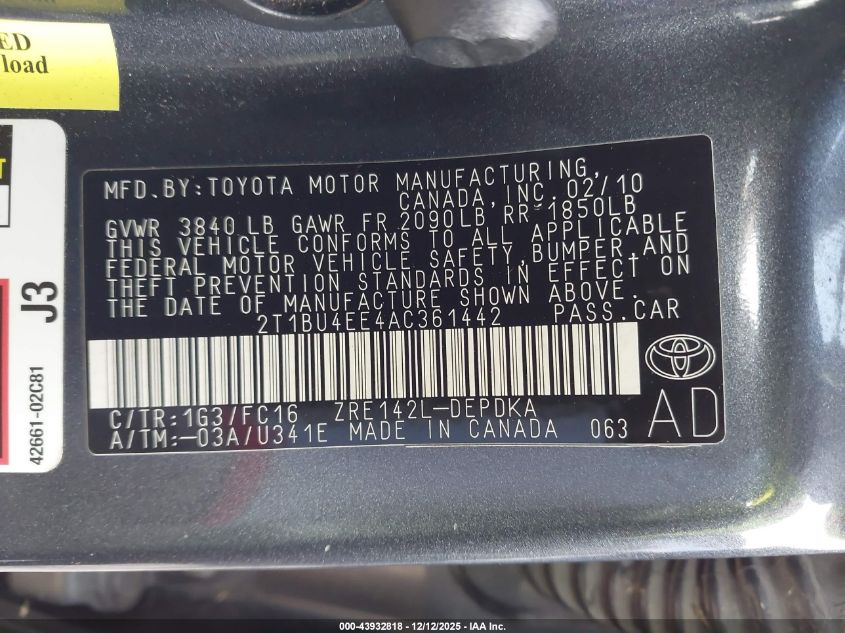 ED
load
T
J3
42661-02C81
MFD.BY:TOYOTA MOTOR MANUFACTURING,
CANADA,INC.02/10
GVWR 3840 LB GAWR FR 2090LB RR 1850LB
THIS VEHICLE CONFORMS TO ALL APPLICABLE
FEDERAL MOTOR VEHICLE SAFETY,BUMPER,AND
THEFT PREVENTION STANDARDS IN EFFECT ON
THE DATE OF MANUFACTURE SHOWN ABOVE.
2T1BU4EE4AC361442 PASS.CAR
C/TR:1G3/FC16 ZRE142L-DEPDKA
A/TM:-03A/U341E MADE IN CANADA 063
AD
000-43932818 - 12/12/2025 - IAA Inc.